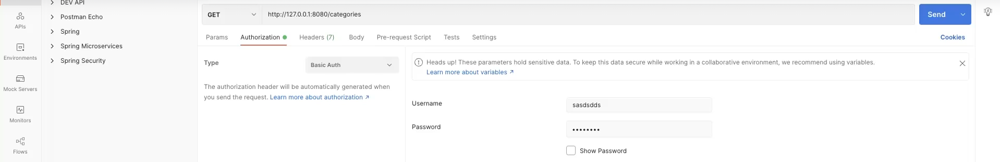 APIs
Environments
Mock Servers
Monitors
Flows
DEV API
Postman Echo
Spring
Spring Microservices
Spring Security
GET http://127.0.0.1:8080/categories Send
Params Authorization Headers (7) Body Pre-request Script Tests Settings Cookies
Type Basic Auth
The authorization header will be automatically generated when
you send the request. Learn more about authorization ↗
Heads up! These parameters hold sensitive data. To keep this data secure while working in a collaborative environment, we recommend using variables.
Learn more about variables ↗
Username sasdsdds
Password ••••••••
Show Password